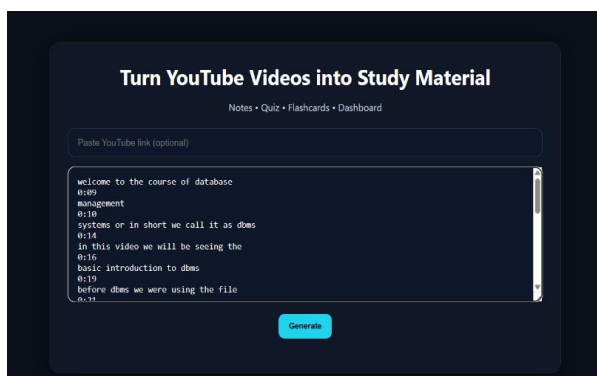 Turn YouTube Videos into Study Material
Notes • Quiz • Flashcards • Dashboard
Paste YouTube link (optional)
welcome to the course of database
0:09
management
0:10
systems or in short we call it as dbms
0:14
in this video we will be seeing the
0:16
basic introduction to dbms
0:19
before dbms we were using the file
0:21
Generate